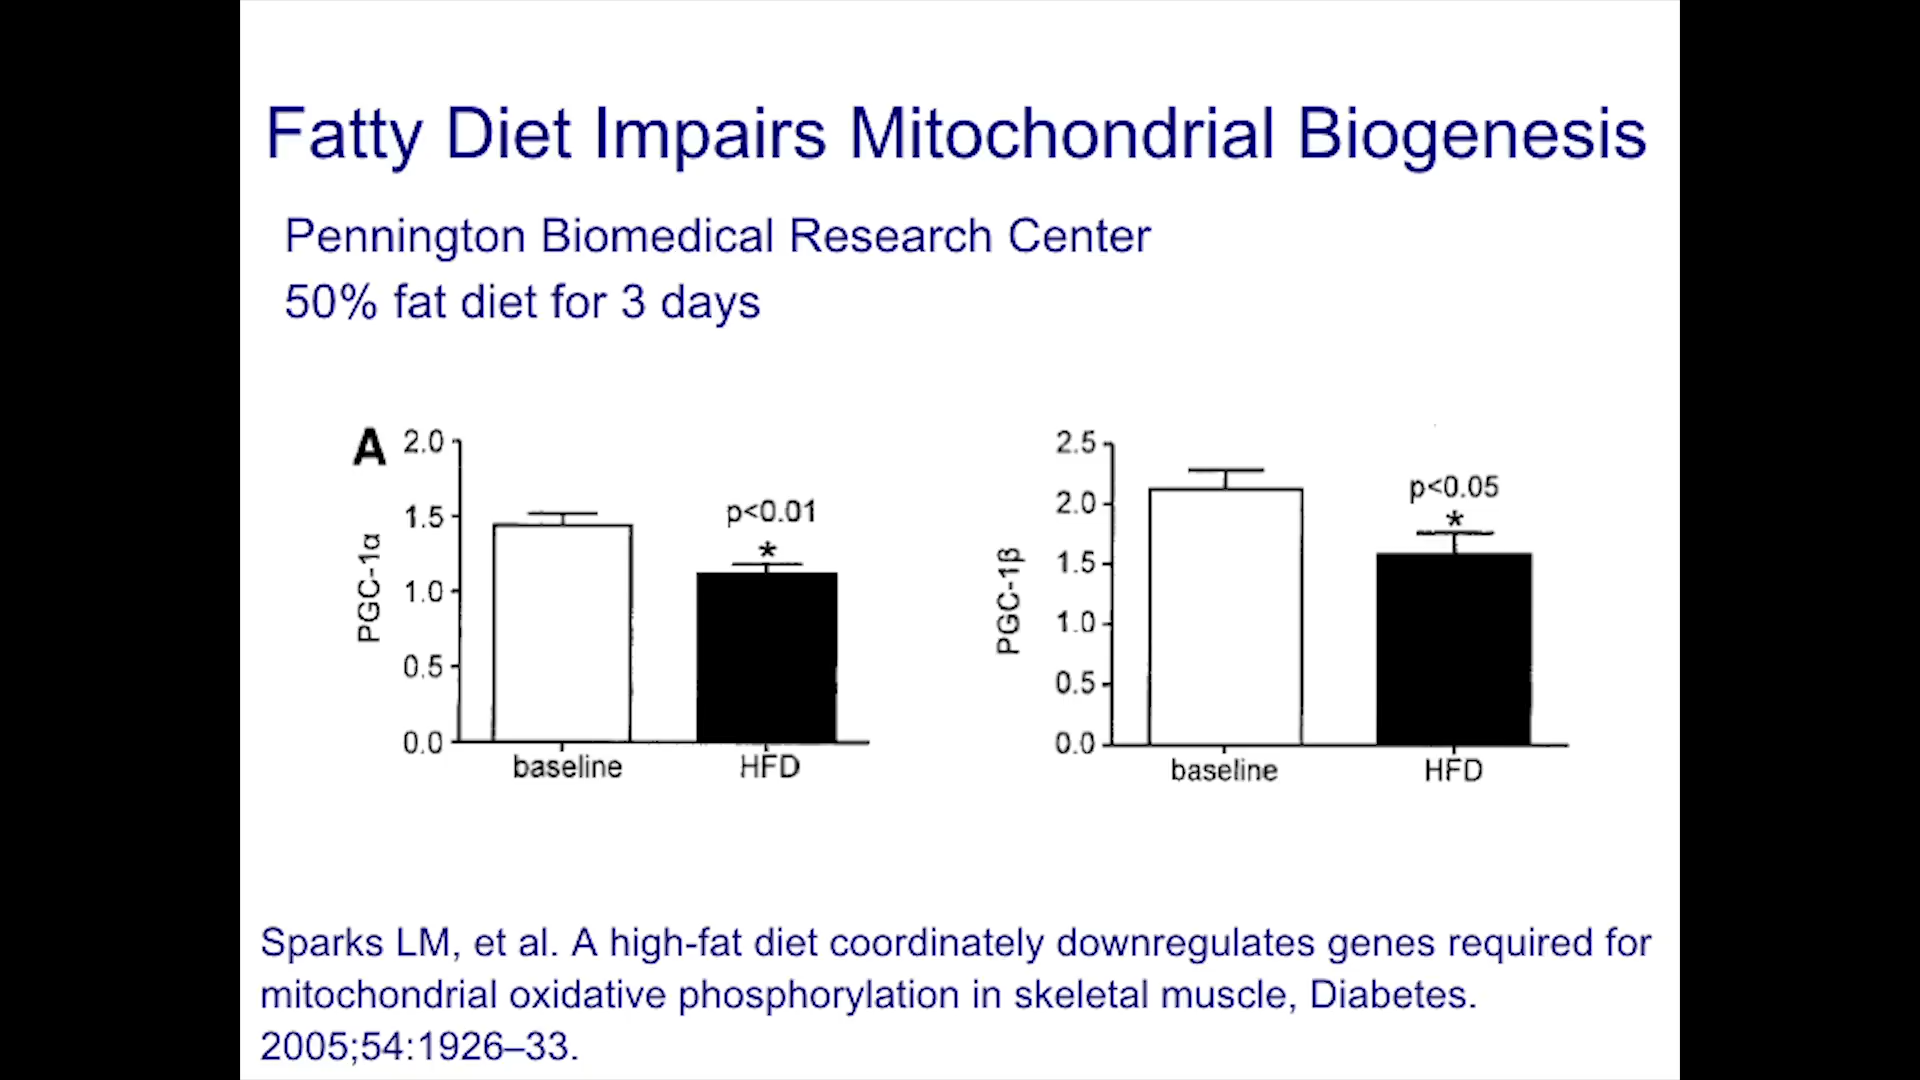 Fatty Diet Impairs Mitochondrial Biogenesis
Pennington Biomedical Research Center
50% fat diet for 3 days
A
2.0
1.5
1.0
0.5
0.0
PGC-1α
p<0.01
*
baseline
HFD
2.5
2.0
1.5
1.0
0.5
0.0
PGC-1β
p<0.05
*
baseline
HFD
Sparks LM, et al. A high-fat diet coordinately downregulates genes required for
mitochondrial oxidative phosphorylation in skeletal muscle, Diabetes.
2005;54:1926–33.